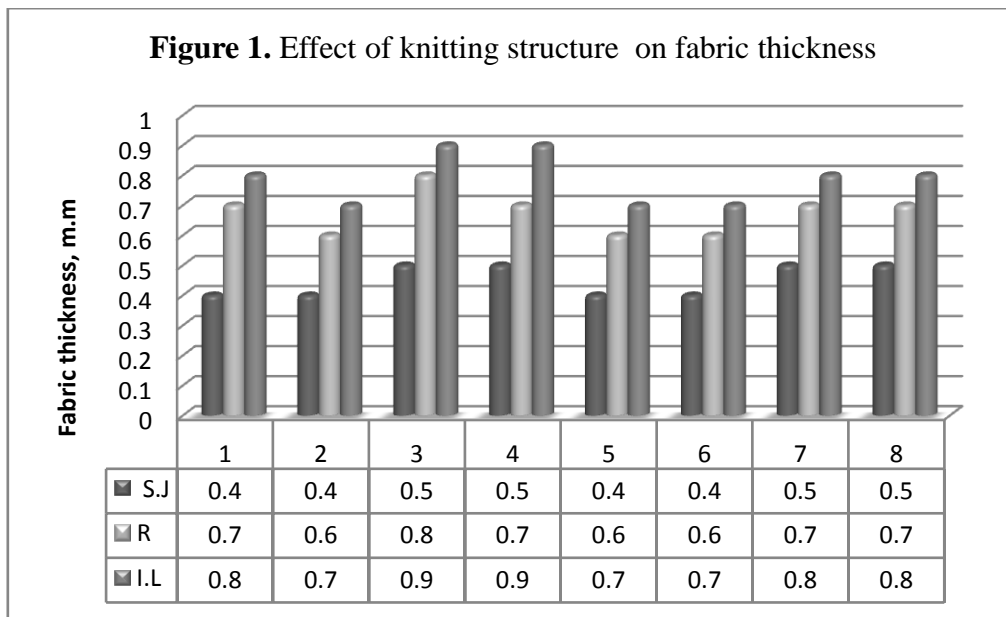 Figure 1. Effect of knitting structure on fabric thickness
Fabric thickness, m.m
1
0.9
0.8
0.7
0.6
0.5
0.4
0.3
0.2
0.1
0
1 2 3 4 5 6 7 8
S.J 0.4 0.4 0.5 0.5 0.4 0.4 0.5 0.5
R 0.7 0.6 0.8 0.7 0.6 0.6 0.7 0.7
I.L 0.8 0.7 0.9 0.9 0.7 0.7 0.8 0.8